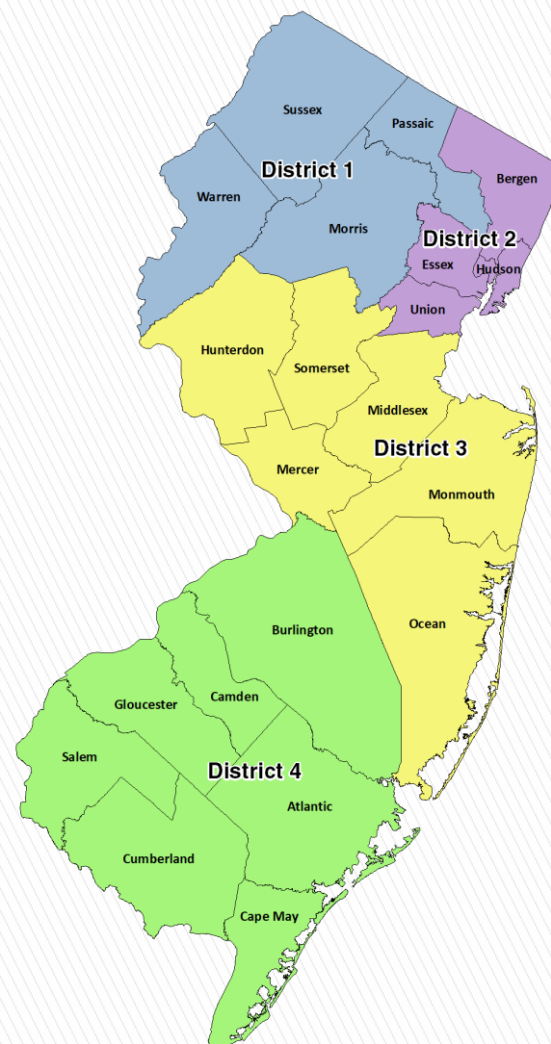 Sussex
Passaic
Bergen
District 1
Warren
Morris
District 2
Essex
Hudson
Union
Hunterdon
Somerset
Middlesex
District 3
Mercer
Monmouth
Ocean
Burlington
Camden
Gloucester
Salem
District 4
Atlantic
Cumberland
Cape May